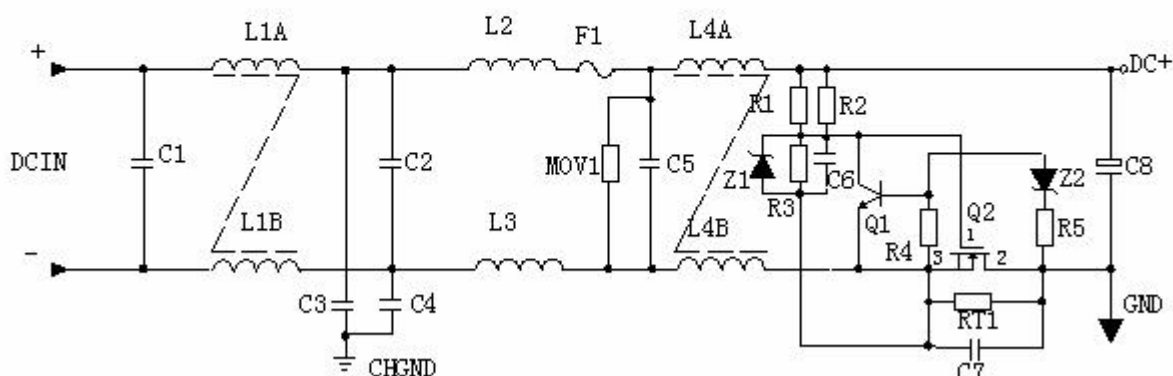 L1A
L2
F1
L4A
+
DC+
R1
R2
DCIN
C1
C2
MOV1
C5
Z1
C6
Z2
C8
R3
Q1
Q2
L1B
L3
L4B
R4
R5
1
-
3
2
C3
C4
RT1
GND
CHGND
C7